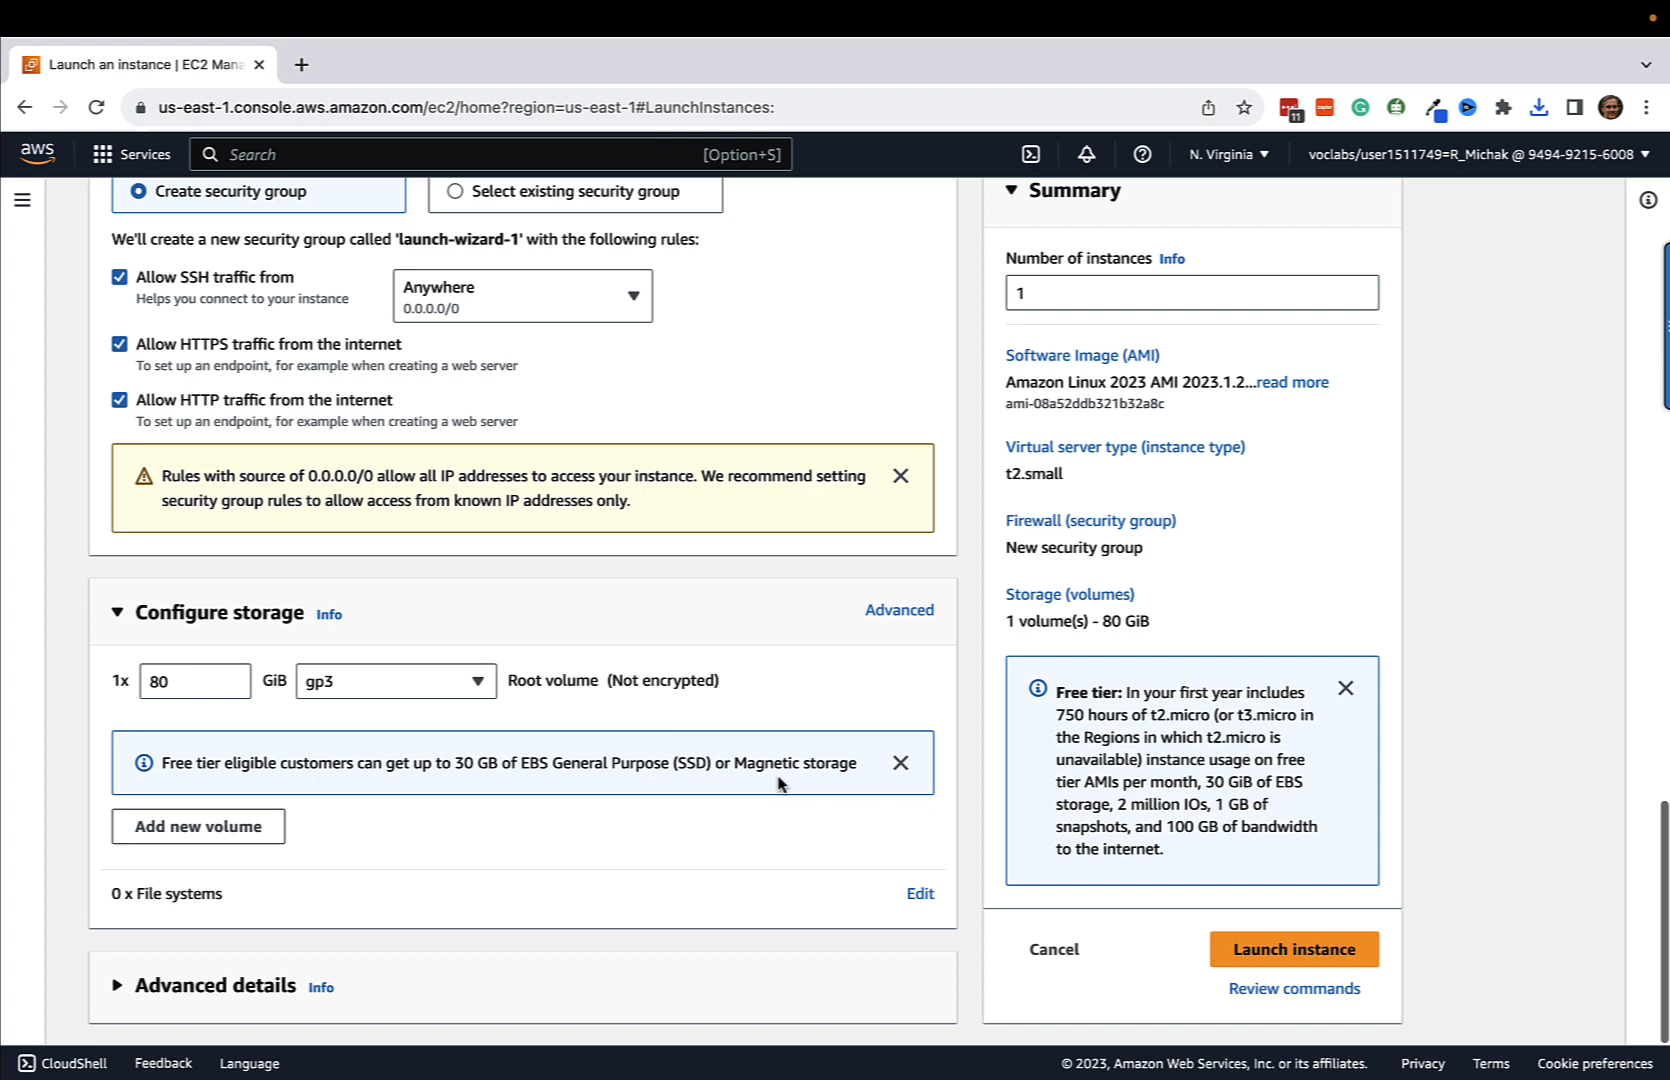 Launch an instance | EC2 Mana
us-east-1.console.aws.amazon.com/ec2/home?region=us-east-1#LaunchInstances:
11
aws
Services
Search
[Option+S]
N. Virginia
voclabs/user1511749=R_Michak @ 9494-9215-6008
Create security group
Select existing security group
We'll create a new security group called 'launch-wizard-1' with the following rules:
Allow SSH traffic from
Helps you connect to your instance
Anywhere
0.0.0.0/0
Allow HTTPS traffic from the internet
To set up an endpoint, for example when creating a web server
Allow HTTP traffic from the internet
To set up an endpoint, for example when creating a web server
Rules with source of 0.0.0.0/0 allow all IP addresses to access your instance. We recommend setting
security group rules to allow access from known IP addresses only.
Configure storage Info
Advanced
1x 80 GiB gp3 Root volume (Not encrypted)
Free tier eligible customers can get up to 30 GB of EBS General Purpose (SSD) or Magnetic storage
Add new volume
0 x File systems
Edit
Advanced details Info
Summary
Number of instances Info
1
Software Image (AMI)
Amazon Linux 2023 AMI 2023.1.2...read more
ami-08a52ddb321b32a8c
Virtual server type (instance type)
t2.small
Firewall (security group)
New security group
Storage (volumes)
1 volume(s) - 80 GiB
Free tier: In your first year includes
750 hours of t2.micro (or t3.micro in
the Regions in which t2.micro is
unavailable) instance usage on free
tier AMIs per month, 30 GiB of EBS
storage, 2 million IOs, 1 GB of
snapshots, and 100 GB of bandwidth
to the internet.
Cancel
Launch instance
Review commands
CloudShell
Feedback
Language
© 2023, Amazon Web Services, Inc. or its affiliates.
Privacy
Terms
Cookie preferences